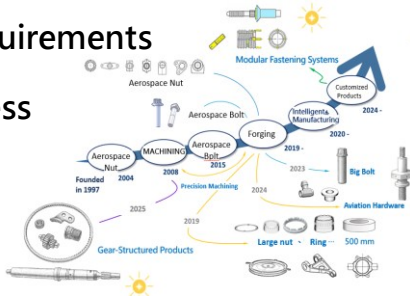 uirements
ss
Modular Fastening Systems
Aerospace Nut
Customized
Products
2024 -
Aerospace Bolt
Intelligent&
Manufacturing
2020 -
Forging
2019 -
Aerospace
Bolt
2015
MACHINING
2008
Aerospace
Nut
2004
Founded
in 1997
Precision Machining
2023
Big Bolt
2024
Aviation Hardware
2025
2019
Large nut 、 Ring ··· 500 mm
Gear-Structured Products